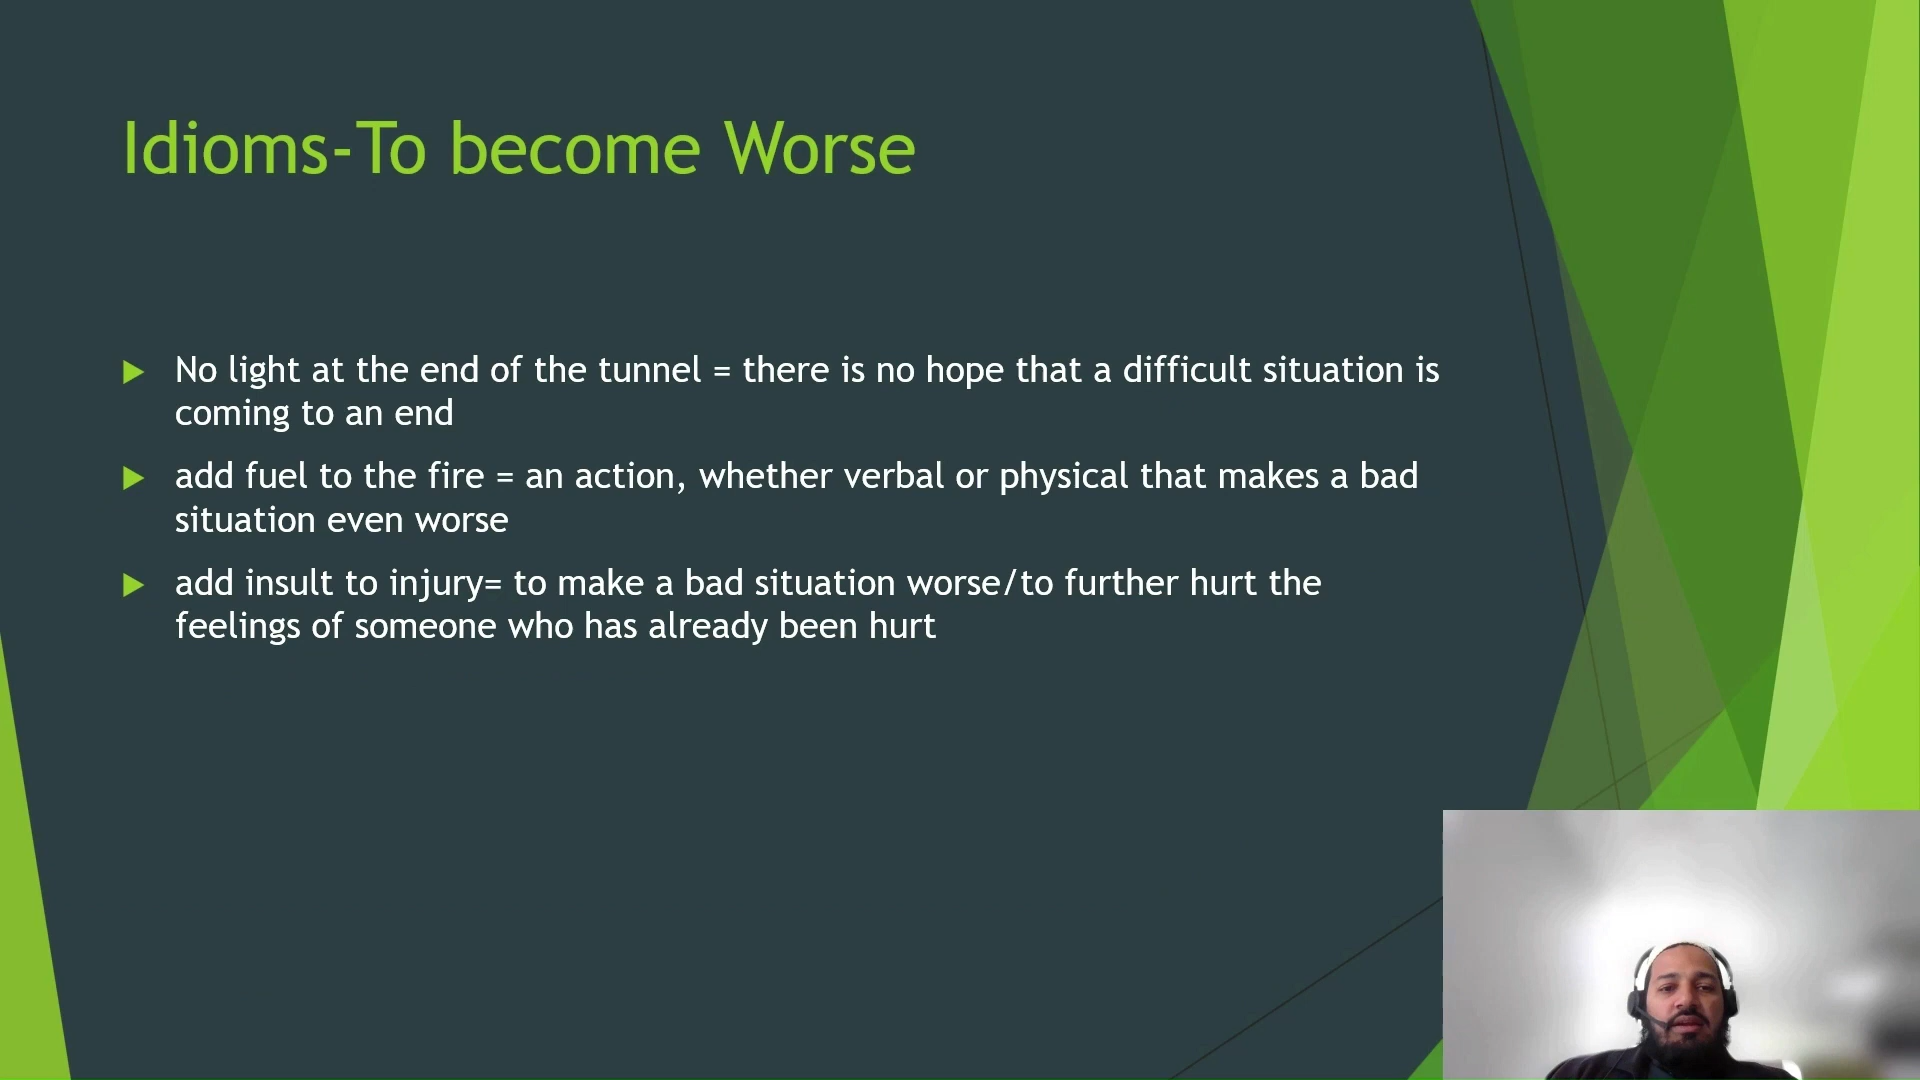 Idioms-To become Worse
No light at the end of the tunnel = there is no hope that a difficult situation is
coming to an end
add fuel to the fire = an action, whether verbal or physical that makes a bad
situation even worse
add insult to injury= to make a bad situation worse/to further hurt the
feelings of someone who has already been hurt